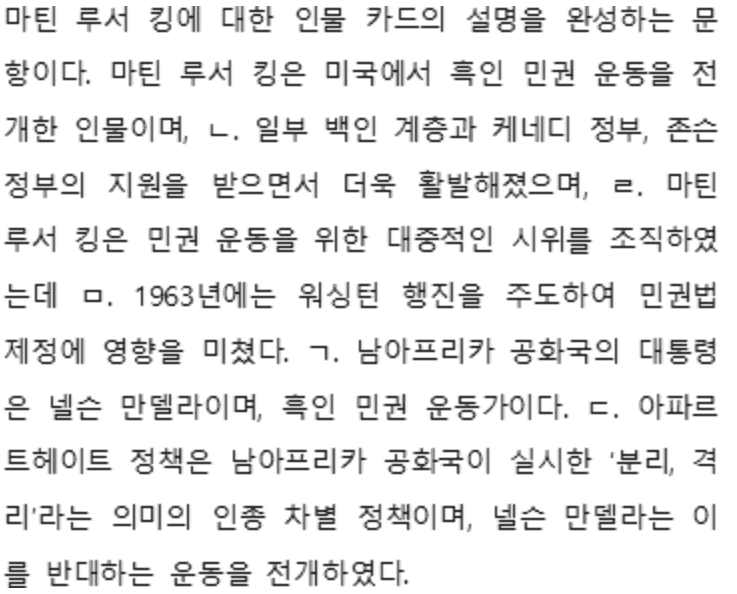 마틴 루서 킹에 대한 인물 카드의 설명을 완성하는 문
항이다. 마틴 루서 킹은 미국에서 흑인 민권 운동을 전
개한 인물이며, ㄴ. 일부 백인 계층과 케네디 정부, 존슨
정부의 지원을 받으면서 더욱 활발해졌으며, ㄹ. 마틴
루서 킹은 민권 운동을 위한 대중적인 시위를 조직하였
는데 ㅁ. 1963년에는 워싱턴 행진을 주도하여 민권법
제정에 영향을 미쳤다. ㄱ. 남아프리카 공화국의 대통령
은 넬슨 만델라이며, 흑인 민권 운동가이다. ㄷ. 아파르
트헤이트 정책은 남아프리카 공화국이 실시한 '분리, 격
리'라는 의미의 인종 차별 정책이며, 넬슨 만델라는 이
를 반대하는 운동을 전개하였다.